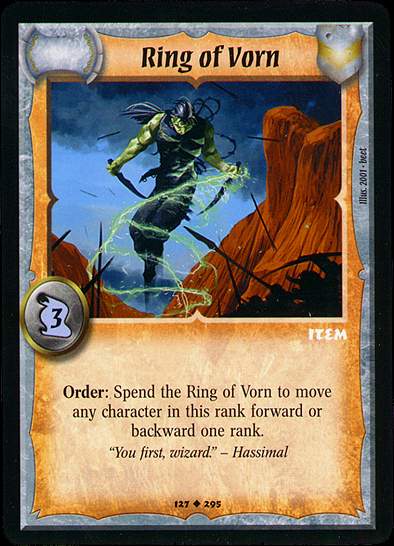 Ring of Vorn
Illus. 2001 · beet
3
ITEM
Order: Spend the Ring of Vorn to move
any character in this rank forward or
backward one rank.
"You first, wizard." – Hassimal
127 ◆ 295